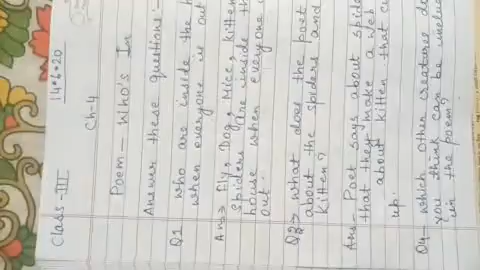 Class - III
14.6.20
Ch-4
Poem - Who's In
Answer these questions:-
Q1 who are inside the
when everyone is out
Ans→ Fly, Dog, Mice, Kitten
Spiders are inside the
house when everyone
out.
Q2→ what does the poet
about the spiders and
Kitten?
Ans- Poet says about spide
that they make a web
about kitten that cu
up.
Q4- which other creatures do
you think can be inclu
in the poem?